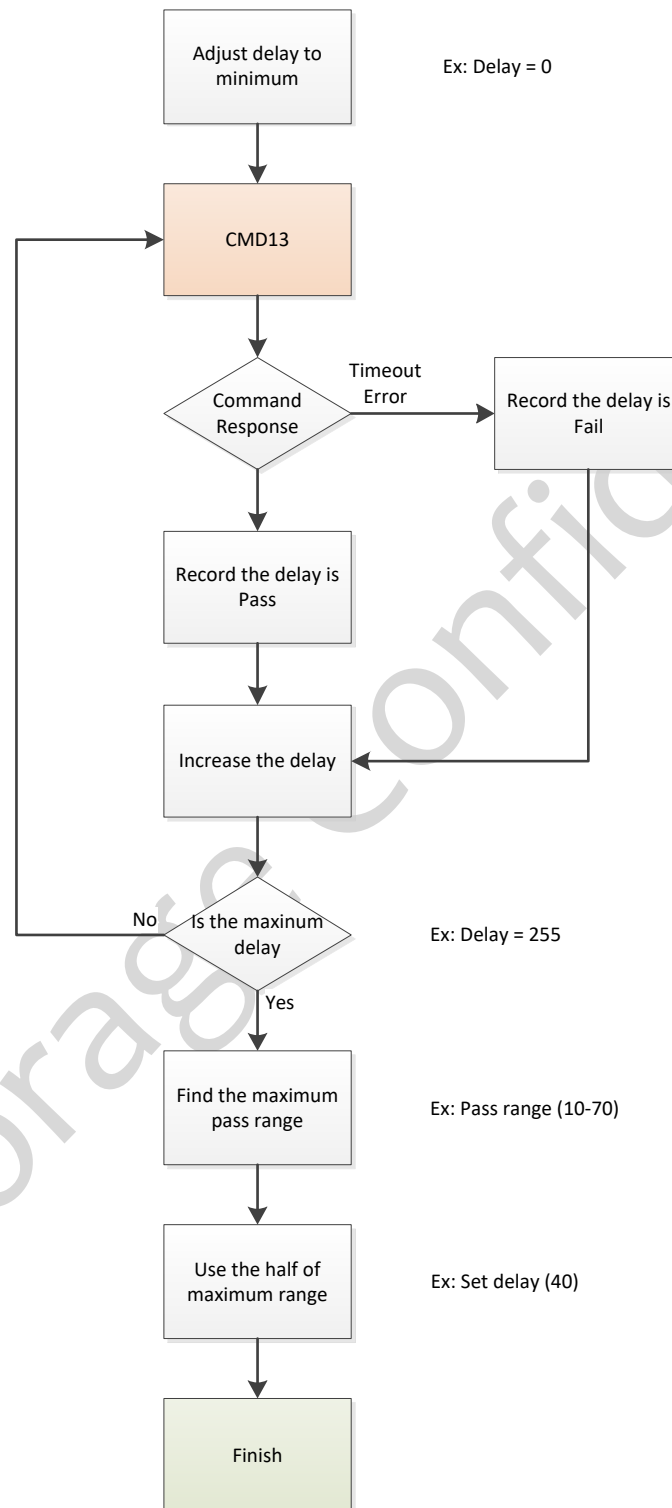 Adjust delay to
minimum
Ex: Delay = 0
CMD13
Timeout
Error
Command
Response
Record the delay is
Fail
Record the delay is
Pass
Increase the delay
No
Is the maxinum
delay
Ex: Delay = 255
Yes
Find the maximum
pass range
Ex: Pass range (10-70)
Use the half of
maximum range
Ex: Set delay (40)
Finish